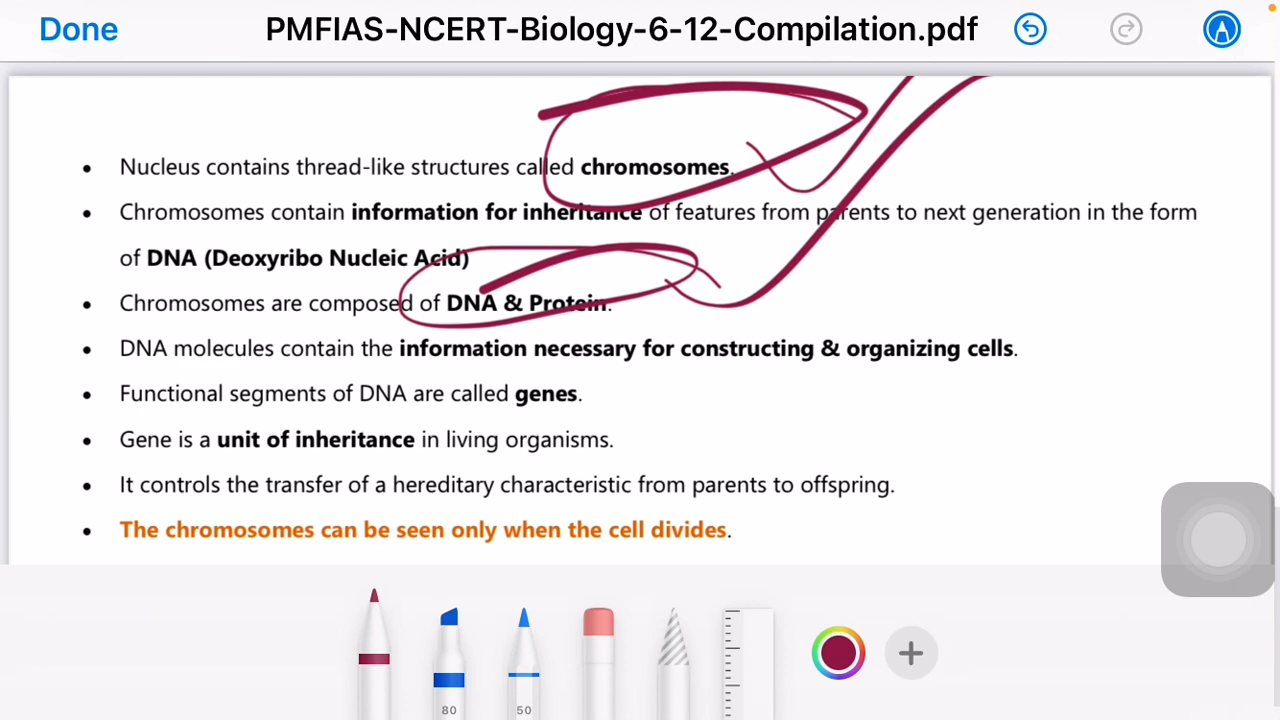 Done PMFIAS-NCERT-Biology-6-12-Compilation.pdf
• Nucleus contains thread-like structures called chromosomes.
• Chromosomes contain information for inheritance of features from parents to next generation in the form
of DNA (Deoxyribo Nucleic Acid)
• Chromosomes are composed of DNA & Protein.
• DNA molecules contain the information necessary for constructing & organizing cells.
• Functional segments of DNA are called genes.
• Gene is a unit of inheritance in living organisms.
• It controls the transfer of a hereditary characteristic from parents to offspring.
• The chromosomes can be seen only when the cell divides.
80 50